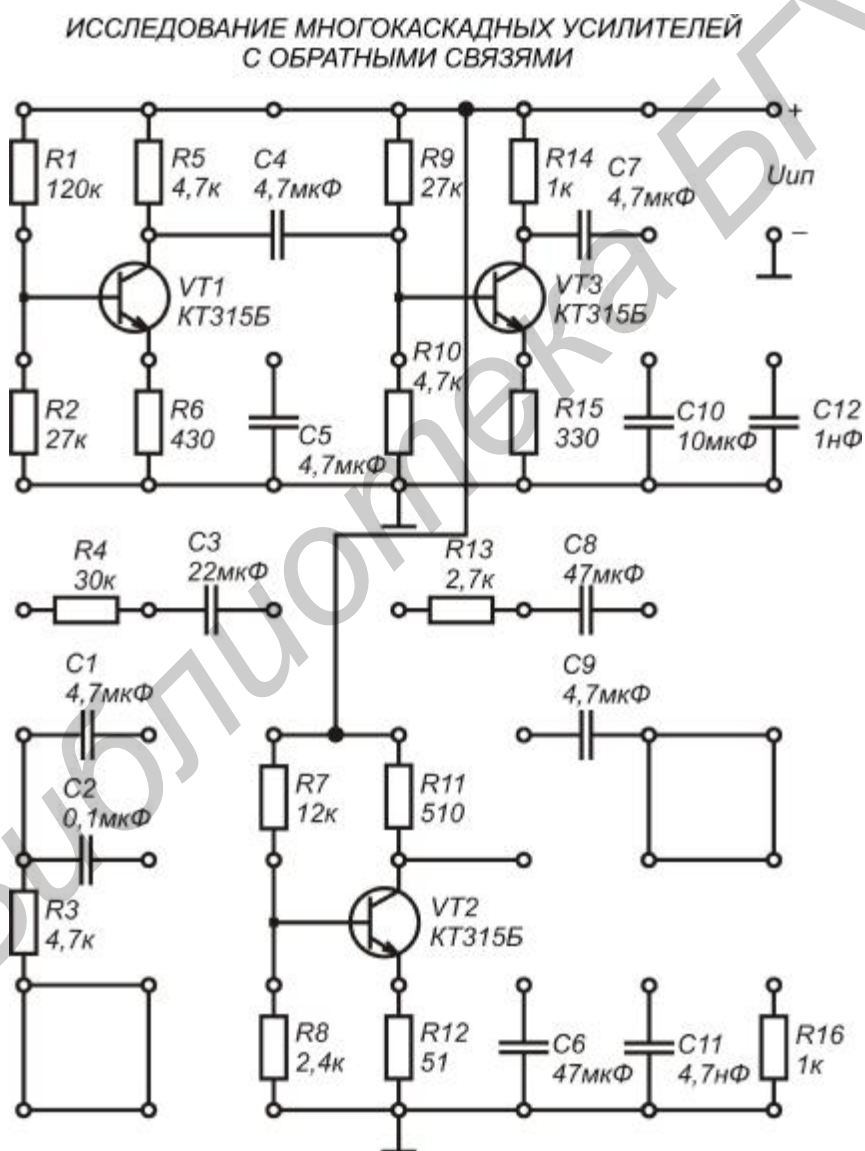 ИССЛЕДОВАНИЕ МНОГОКАСКАДНЫХ УСИЛИТЕЛЕЙ
С ОБРАТНЫМИ СВЯЗЯМИ
R1
120к
R5
4,7к
C4
4,7мкФ
R9
27к
R14
1к
C7
4,7мкФ
+
Uип
–
VT1
КТ315Б
VT3
КТ315Б
R2
27к
R6
430
C5
4,7мкФ
R10
4,7к
R15
330
C10
10мкФ
C12
1нФ
R4
30к
C3
22мкФ
R13
2,7к
C8
47мкФ
C1
4,7мкФ
C9
4,7мкФ
C2
0,1мкФ
R7
12к
R11
510
R3
4,7к
VT2
КТ315Б
R8
2,4к
R12
51
C6
47мкФ
C11
4,7нФ
R16
1к